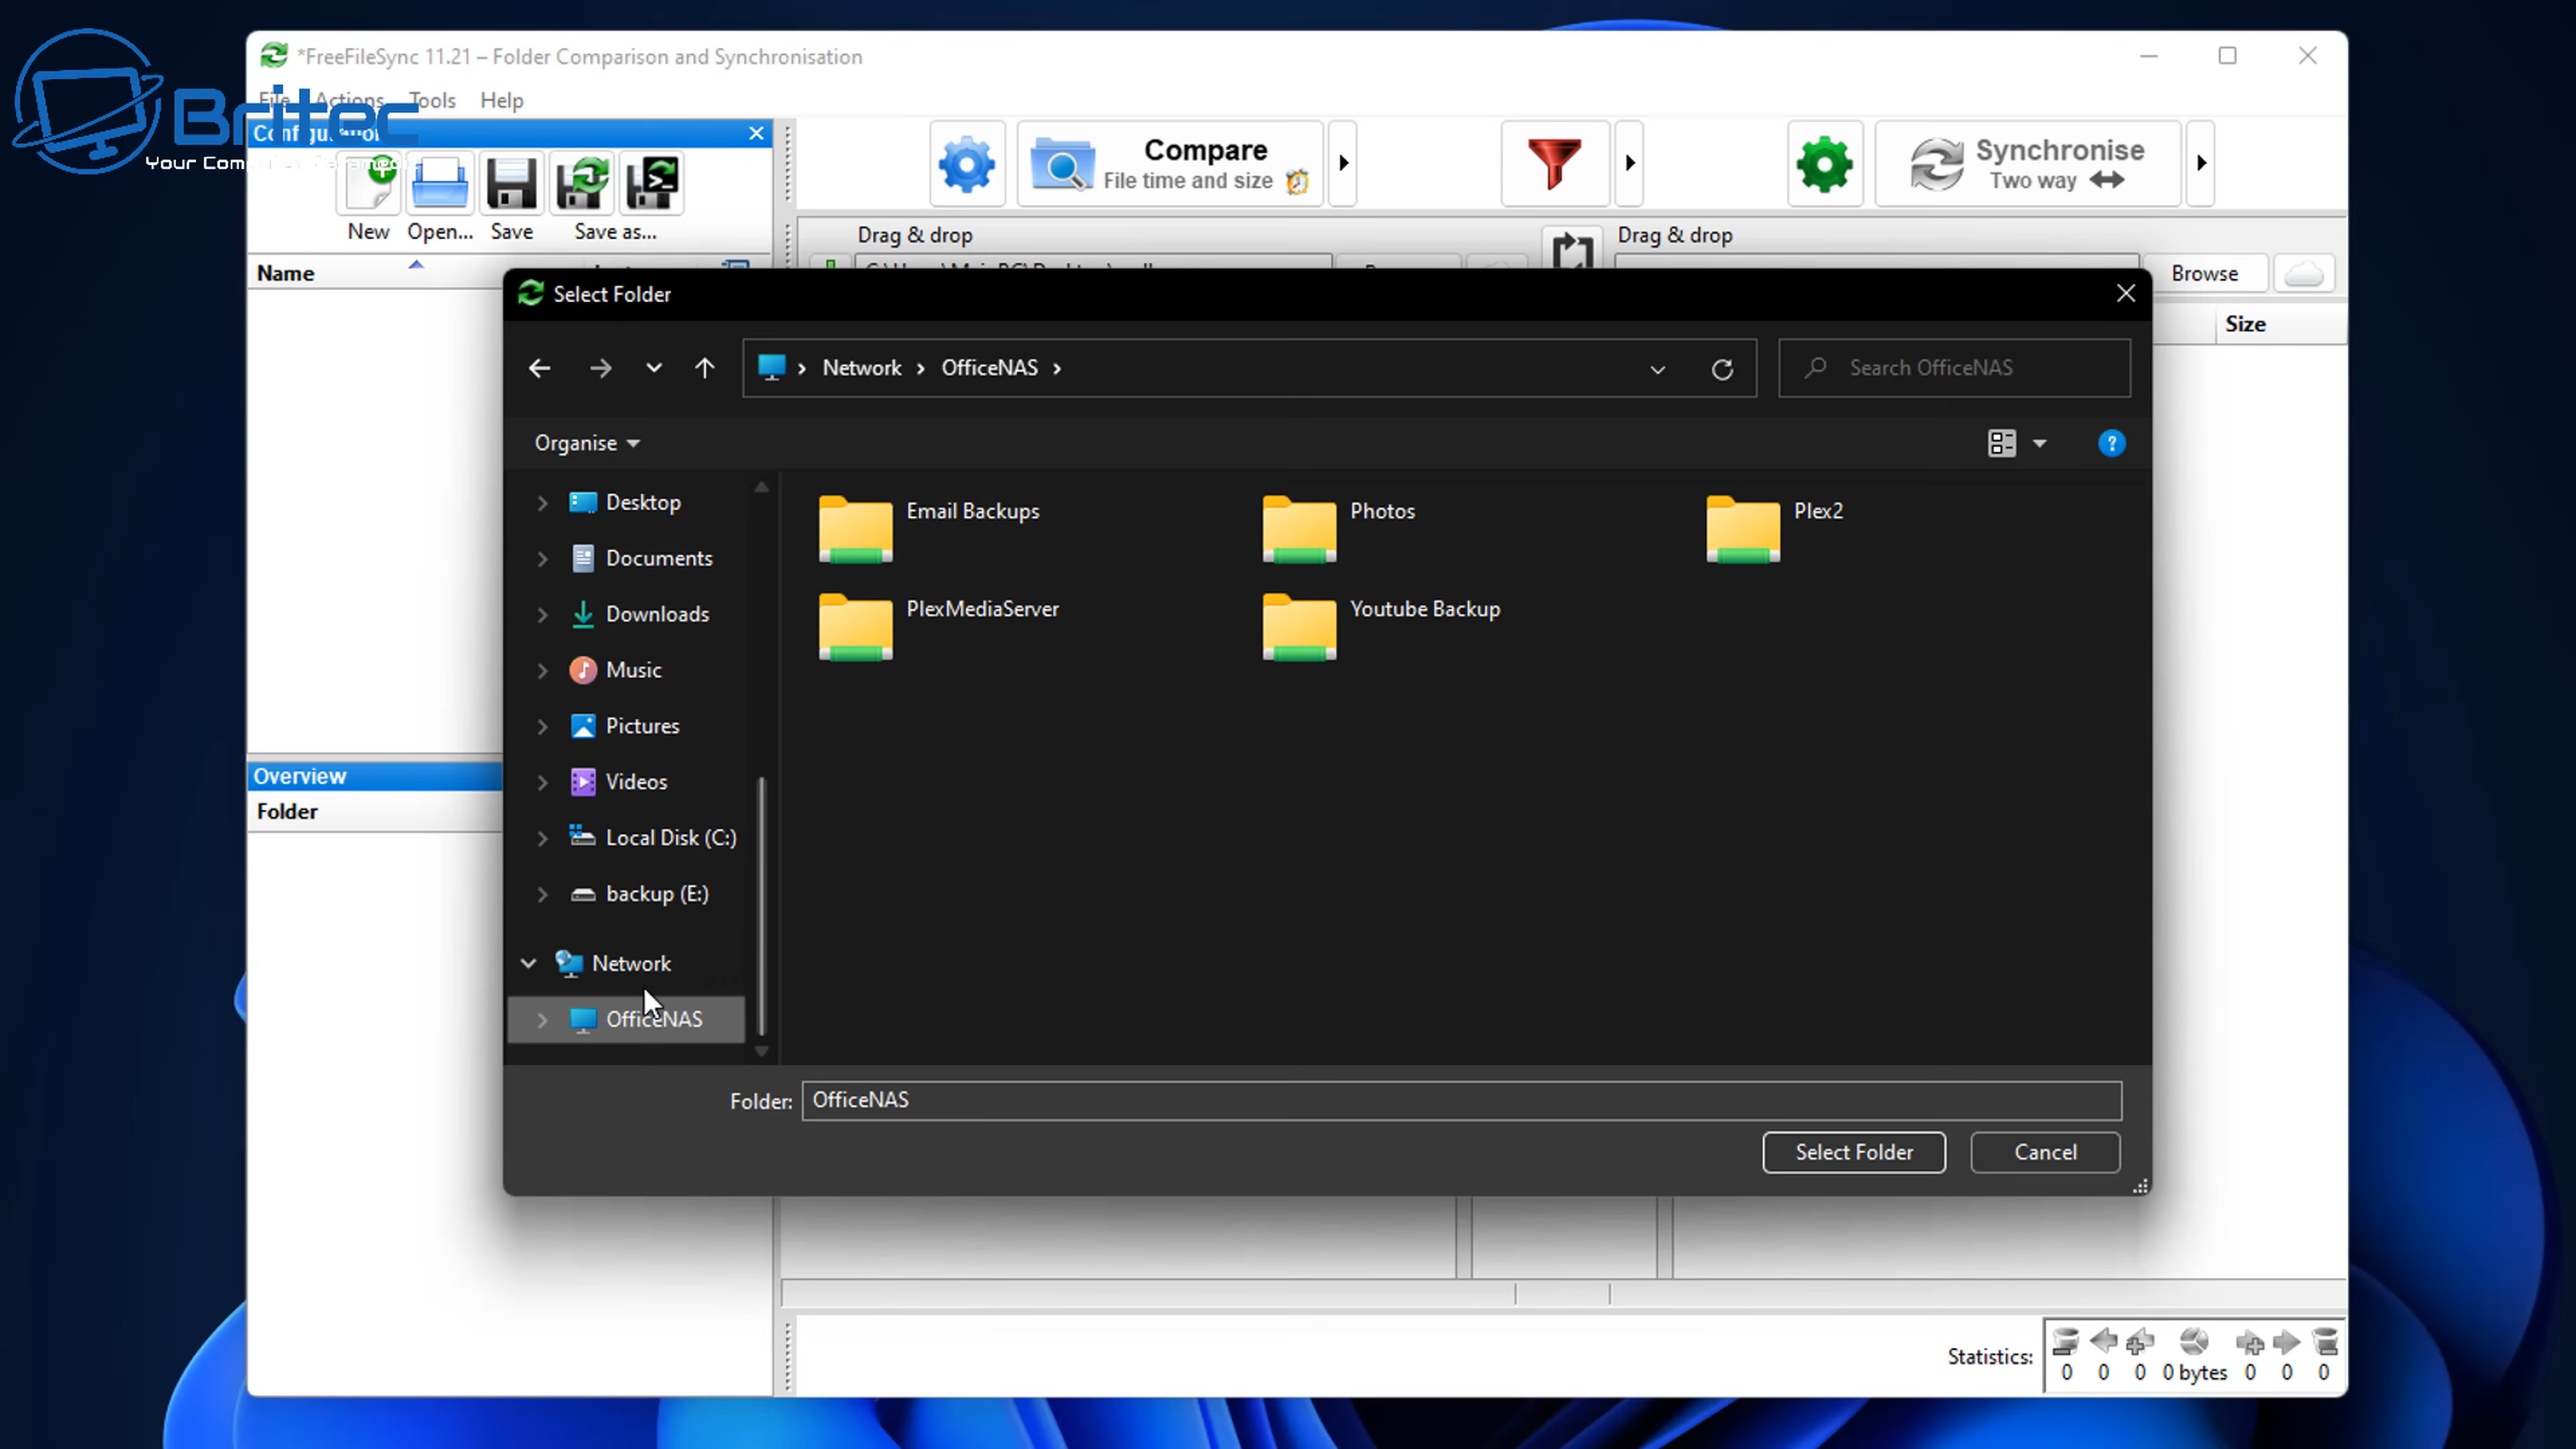 *FreeFileSync 11.21 – Folder Comparison and Synchronisation
File Actions Tools Help
Britec
Configuration
New
Open...
Save
Save as...
Compare
File time and size
Synchronise
Two way
Drag & drop
Drag & drop
Browse
Name
Size
Select Folder
Network
OfficeNAS
Search OfficeNAS
Organise
Desktop
Documents
Downloads
Music
Pictures
Videos
Local Disk (C:)
backup (E:)
Network
OfficeNAS
Email Backups
Photos
Plex2
PlexMediaServer
Youtube Backup
Overview
Folder
Folder: OfficeNAS
Select Folder
Cancel
Statistics:
0 0 0 0 bytes 0 0 0